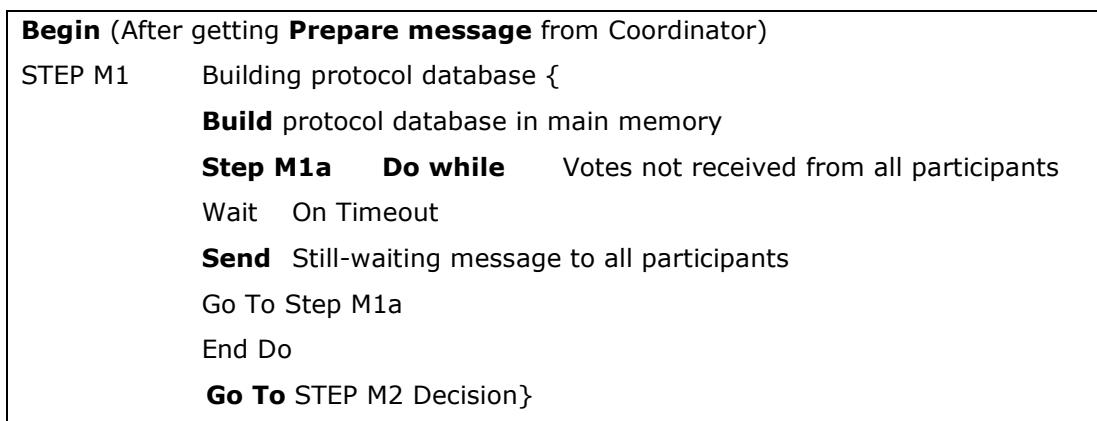 Begin (After getting Prepare message from Coordinator)
STEP M1 Building protocol database {
Build protocol database in main memory
Step M1a Do while Votes not received from all participants
Wait On Timeout
Send Still-waiting message to all participants
Go To Step M1a
End Do
Go To STEP M2 Decision}